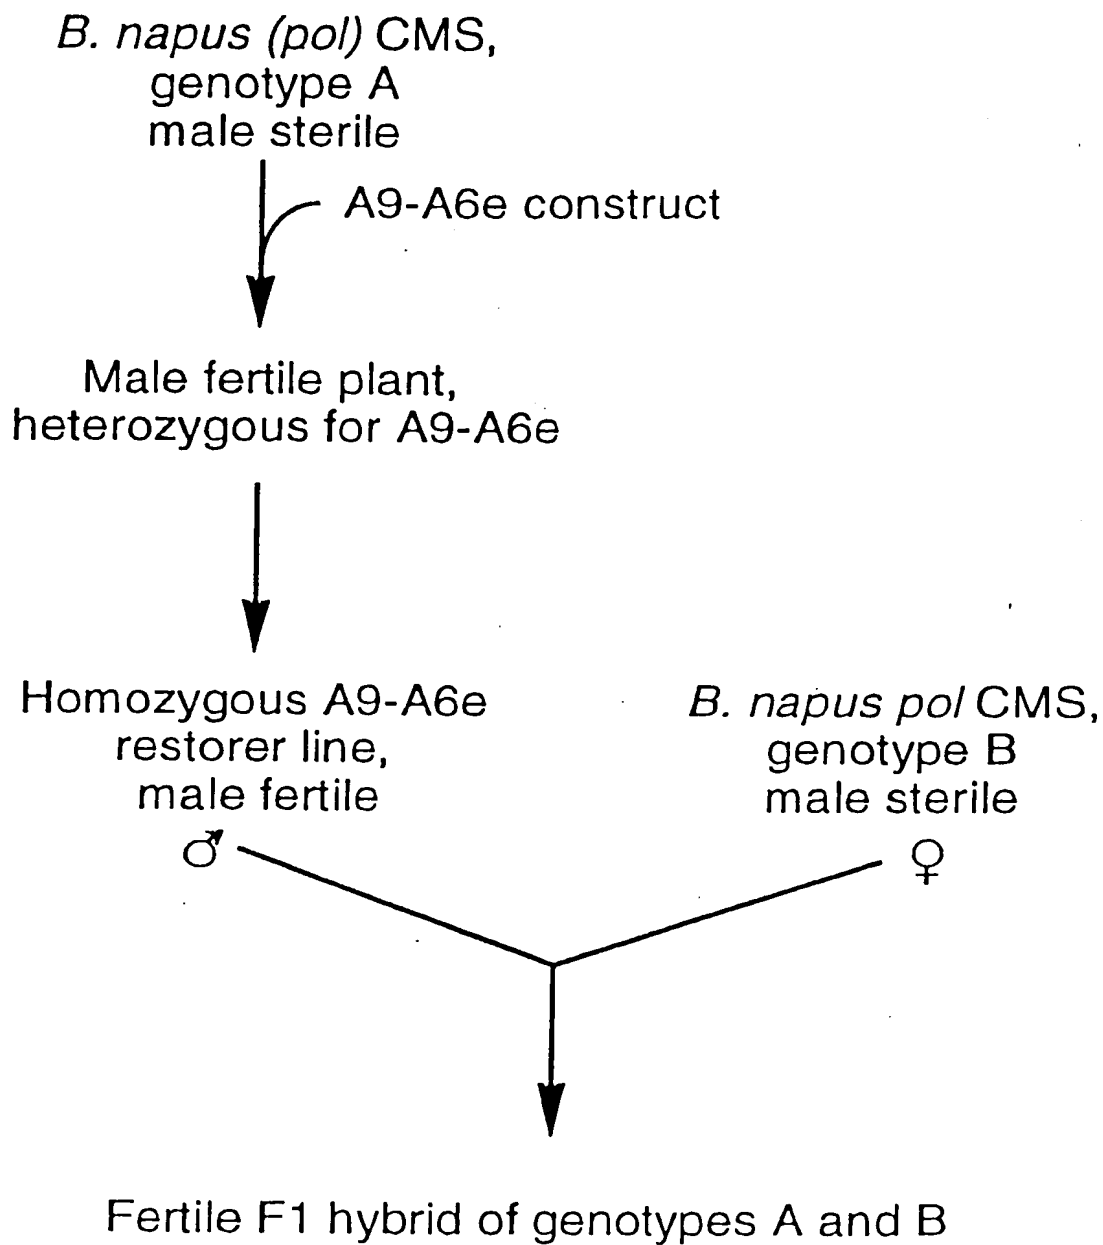 B. napus (pol) CMS,
genotype A
male sterile
A9-A6e construct
Male fertile plant,
heterozygous for A9-A6e
Homozygous A9-A6e
restorer line,
male fertile
♂
B. napus pol CMS,
genotype B
male sterile
♀
Fertile F1 hybrid of genotypes A and B